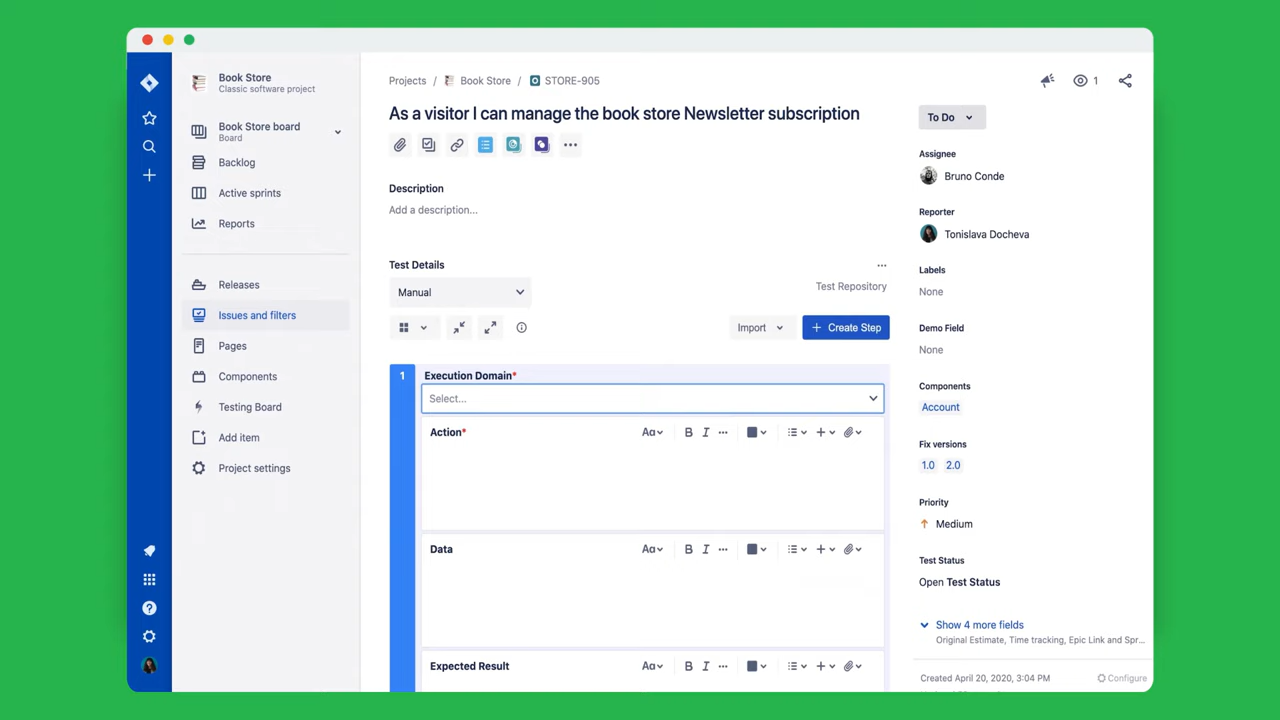 Book Store
Classic software project
Book Store board
Board
Backlog
Active sprints
Reports
Releases
Issues and filters
Pages
Components
Testing Board
Add item
Project settings
Projects / Book Store / STORE-905
As a visitor I can manage the book store Newsletter subscription
Description
Add a description...
Test Details
Manual
Test Repository
Import
Create Step
1
Execution Domain*
Select...
Action*
Aa
B I
Data
Aa
B I
Expected Result
Aa
B I
1
To Do
Assignee
Bruno Conde
Reporter
Tonislava Docheva
Labels
None
Demo Field
None
Components
Account
Fix versions
1.0 2.0
Priority
Medium
Test Status
Open Test Status
Show 4 more fields
Original Estimate, Time tracking, Epic Link and Spr...
Created April 20, 2020, 3:04 PM
Configure